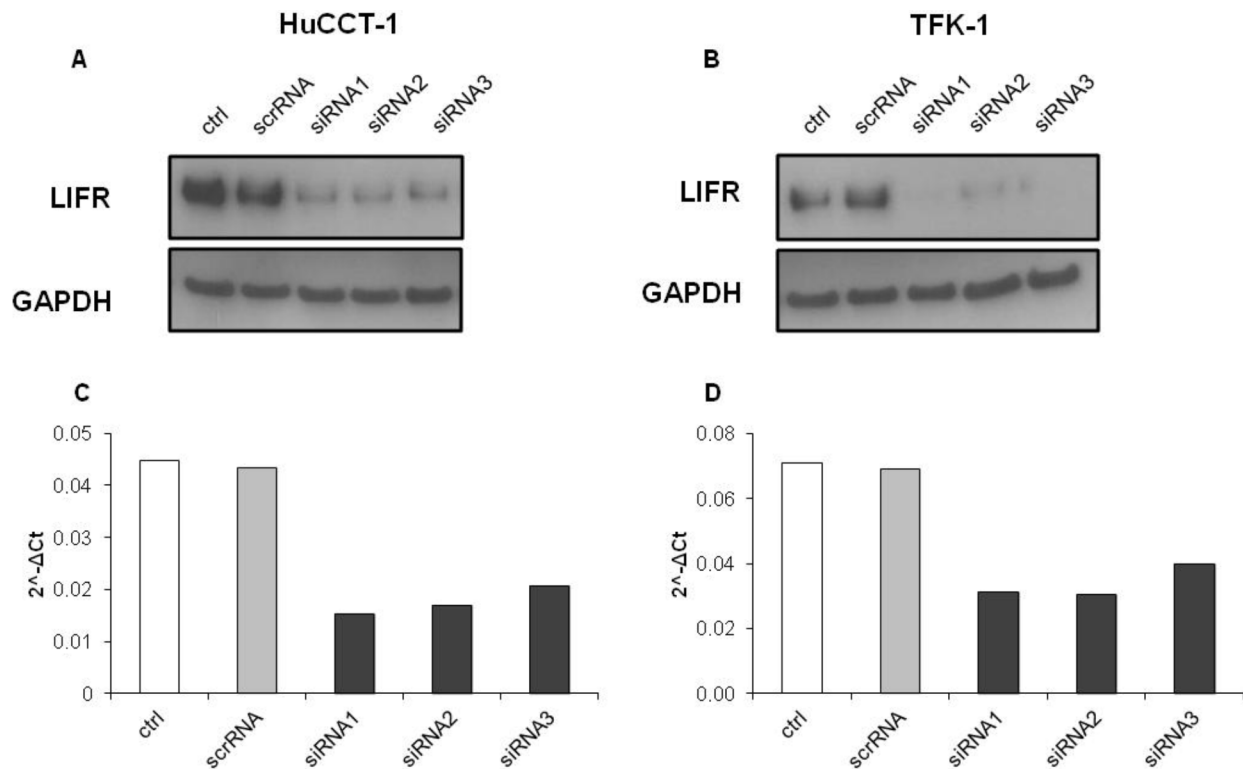 HuCCT-1
TFK-1
A
ctrl
scrRNA
siRNA1
siRNA2
siRNA3
LIFR
GAPDH
B
ctrl
scrRNA
siRNA1
siRNA2
siRNA3
LIFR
GAPDH
C
2^-ΔCt
0.05
0.04
0.03
0.02
0.01
0
ctrl
scrRNA
siRNA1
siRNA2
siRNA3
D
2^-ΔCt
0.08
0.06
0.04
0.02
0.00
ctrl
scrRNA
siRNA1
siRNA2
siRNA3